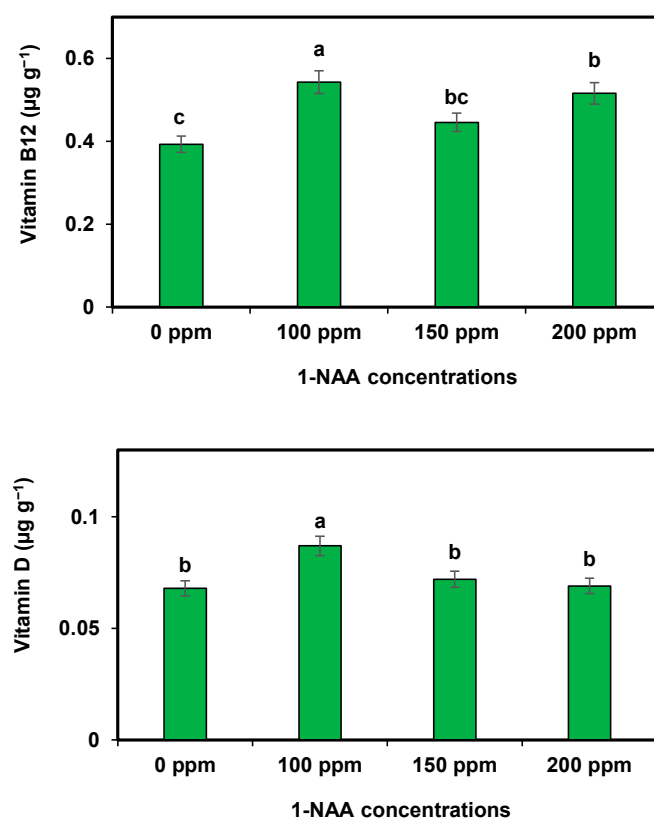 Vitamin B12 (µg g⁻¹)
0.6
0.4
0.2
0
c
a
bc
b
0 ppm 100 ppm 150 ppm 200 ppm
1-NAA concentrations
Vitamin D (µg g⁻¹)
0.1
0.05
0
b
a
b
b
0 ppm 100 ppm 150 ppm 200 ppm
1-NAA concentrations